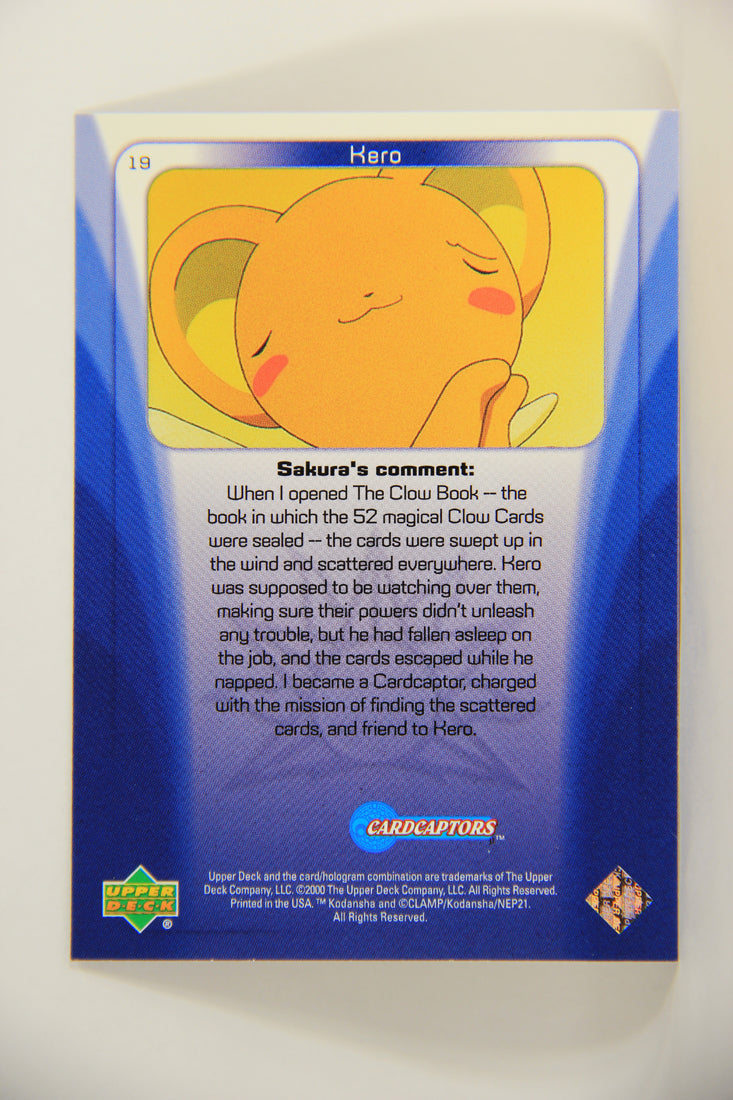 19
Kero
Sakura's comment:
When I opened The Clow Book -- the
book in which the 52 magical Clow Cards
were sealed -- the cards were swept up in
the wind and scattered everywhere. Kero
was supposed to be watching over them,
making sure their powers didn't unleash
any trouble, but he had fallen asleep on
the job, and the cards escaped while he
napped. I became a Cardcaptor, charged
with the mission of finding the scattered
cards, and friend to Kero.
CARDCAPTORS™
UPPER
D·E·C·K
®
Upper Deck and the card/hologram combination are trademarks of The Upper
Deck Company, LLC. ©2000 The Upper Deck Company, LLC. All Rights Reserved.
Printed in the USA. ™ Kodansha and ©CLAMP/Kodansha/NEP21.
All Rights Reserved.